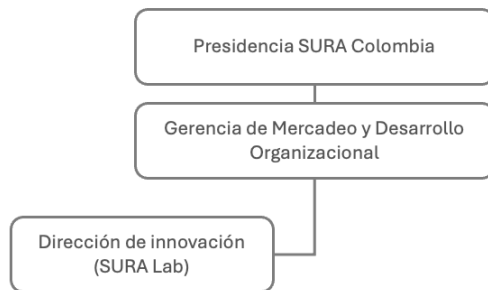 Presidencia SURA Colombia
Gerencia de Mercadeo y Desarrollo
Organizacional
Dirección de innovación
(SURA Lab)